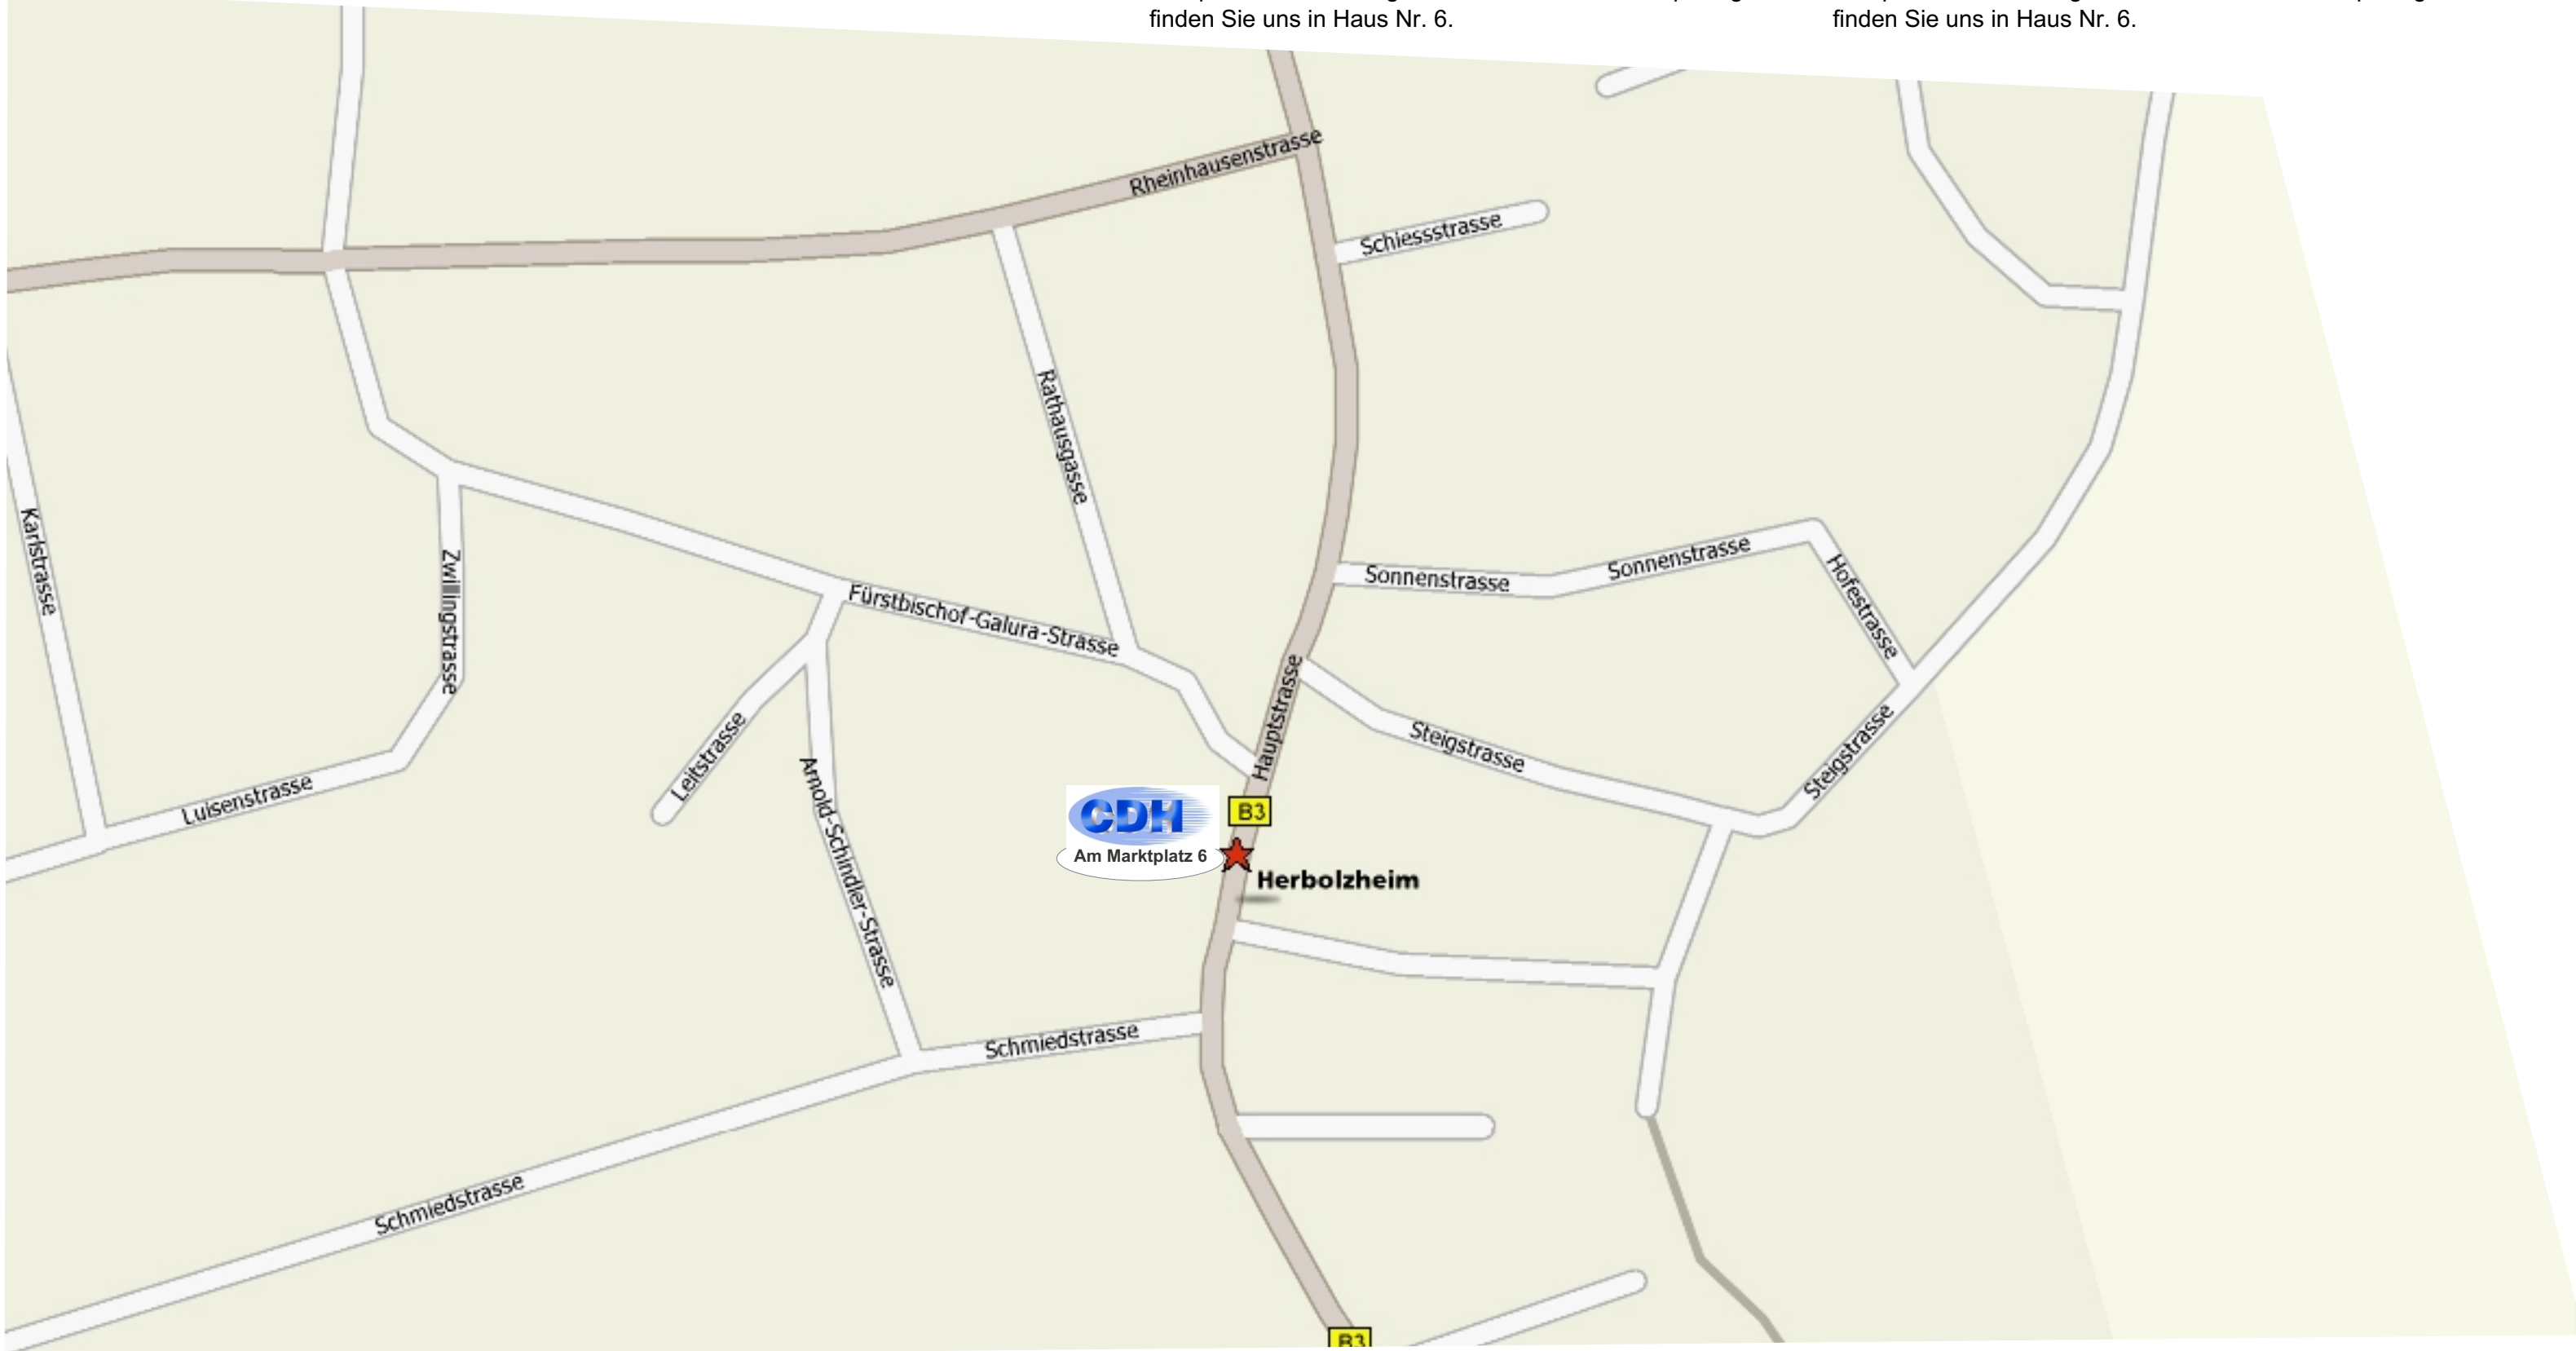 finden Sie uns in Haus Nr. 6.
finden Sie uns in Haus Nr. 6.
Rheinhausenstrasse
Schiessstrasse
Rathausgasse
Karlstrasse
Zwillingstrasse
Sonnenstrasse
Sonnenstrasse
Hofestrasse
Fürstbischof-Galura-Strasse
Hauptstrasse
Steigstrasse
Steigstrasse
Leitstrasse
Luisenstrasse
Arnold-Schindler-Strasse
CDH
B3
Am Marktplatz 6
Herbolzheim
Schmiedstrasse
Schmiedstrasse
B3